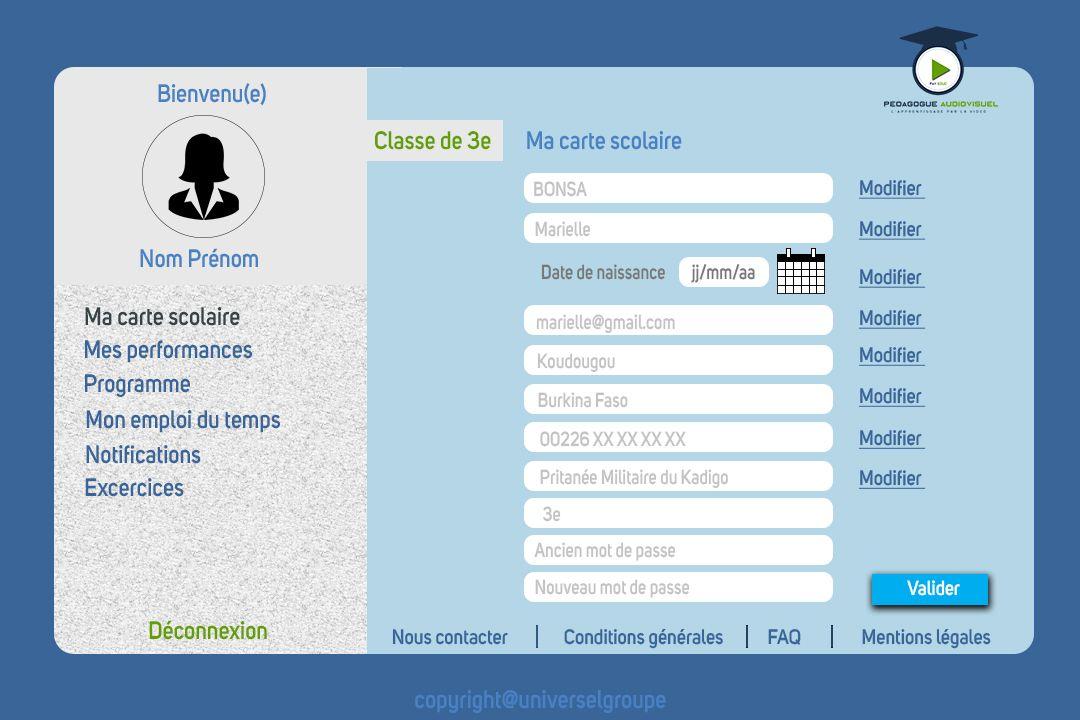 PEDAGOGUE AUDIOVISUEL
L'APPRENTISSAGE PAR LA VIDEO
Bienvenu(e)
Nom Prénom
Ma carte scolaire
Mes performances
Programme
Mon emploi du temps
Notifications
Excercices
Déconnexion
Classe de 3e
Ma carte scolaire
BONSA
Modifier
Marielle
Modifier
Date de naissance
jj/mm/aa
Modifier
marielle@gmail.com
Modifier
Koudougou
Modifier
Burkina Faso
Modifier
00226 XX XX XX XX
Modifier
Pritanée Militaire du Kadigo
Modifier
3e
Ancien mot de passe
Nouveau mot de passe
Valider
Nous contacter
Conditions générales
FAQ
Mentions légales
copyright@universelgroupe